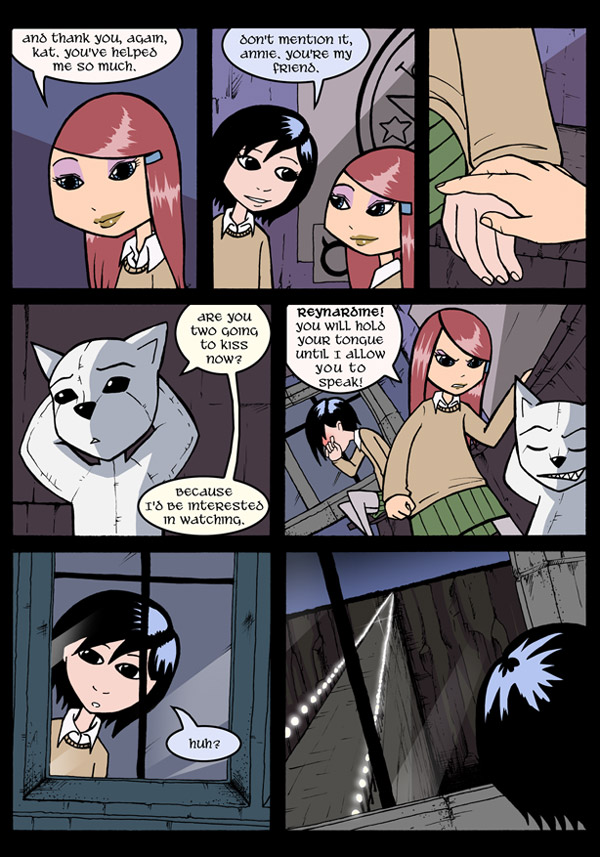 and thank you, again,
Kat. you've helped
me so much.
don't mention it,
annie. you're my
friend.
are you
two going
to kiss
now?
because
I'd be interested
in watching.
Reynardine!
you will hold
your tongue
until I allow
you to
speak!
huh?